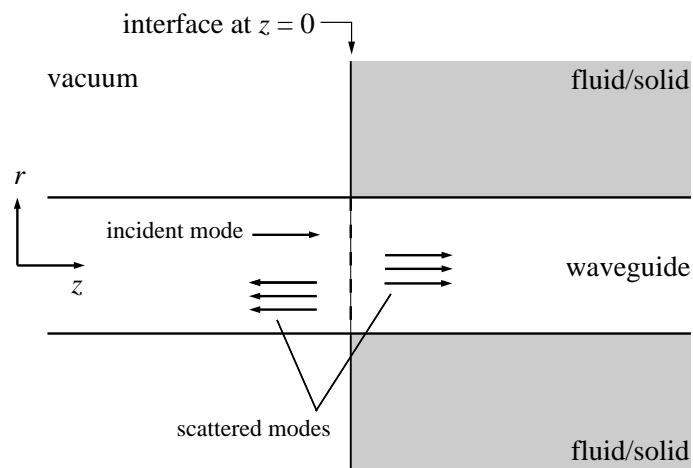 interface at z = 0
vacuum
fluid/solid
r
incident mode
waveguide
z
scattered modes
fluid/solid